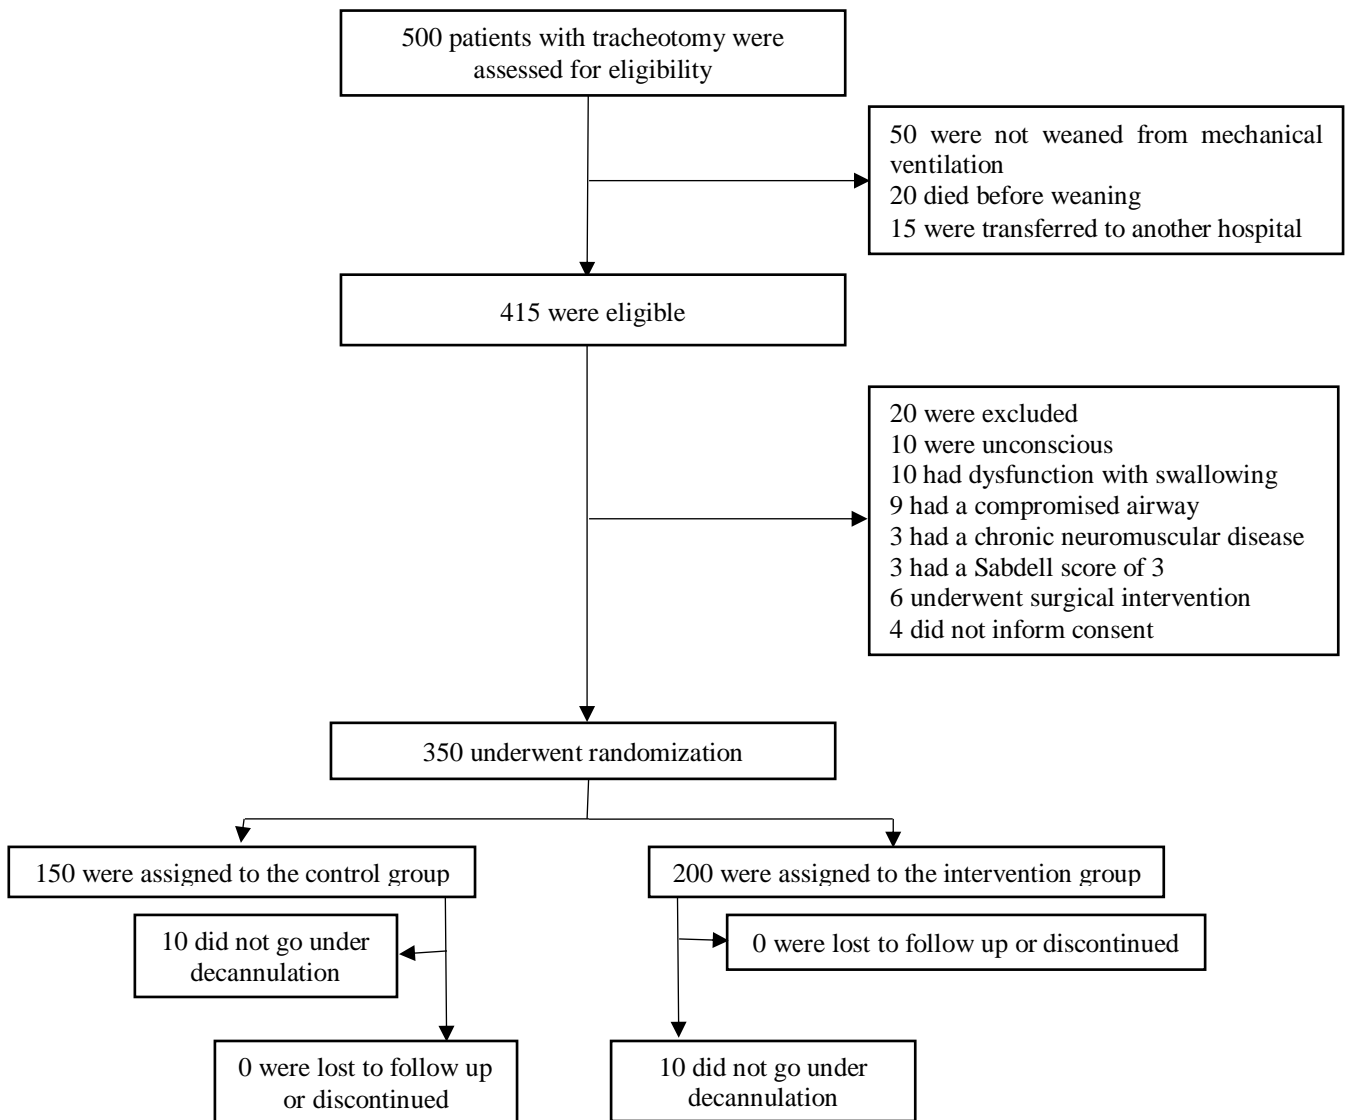 500 patients with tracheotomy were
assessed for eligibility
50 were not weaned from mechanical
ventilation
20 died before weaning
15 were transferred to another hospital
415 were eligible
20 were excluded
10 were unconscious
10 had dysfunction with swallowing
9 had a compromised airway
3 had a chronic neuromuscular disease
3 had a Sabdell score of 3
6 underwent surgical intervention
4 did not inform consent
350 underwent randomization
150 were assigned to the control group
200 were assigned to the intervention group
10 did not go under
decannulation
0 were lost to follow up or discontinued
0 were lost to follow up
or discontinued
10 did not go under
decannulation